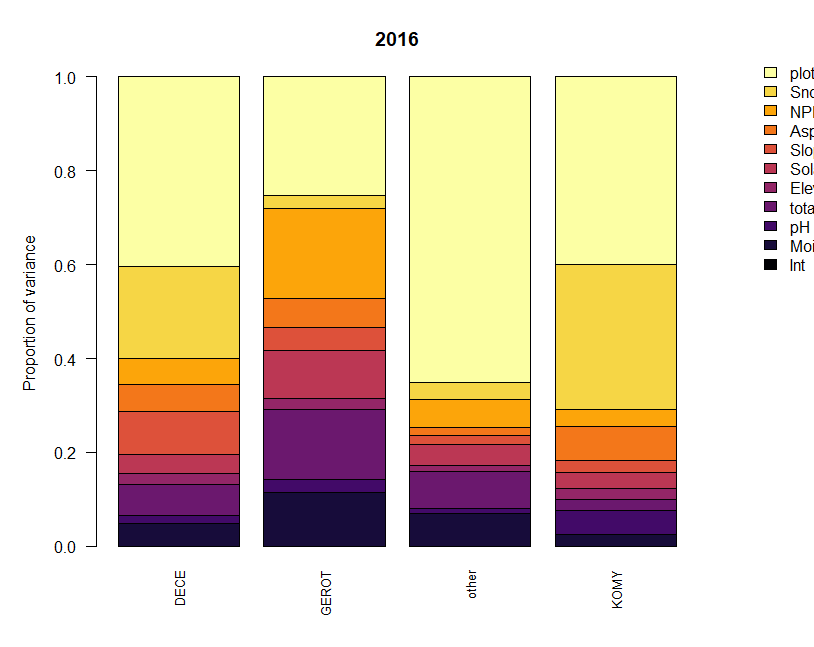 2016
Proportion of variance
1.0
0.8
0.6
0.4
0.2
0.0
DECE
GEROT
other
KOMY
plot
Sno
NPI
Asp
Slo
Sol
Elev
tota
pH
Moi
Int